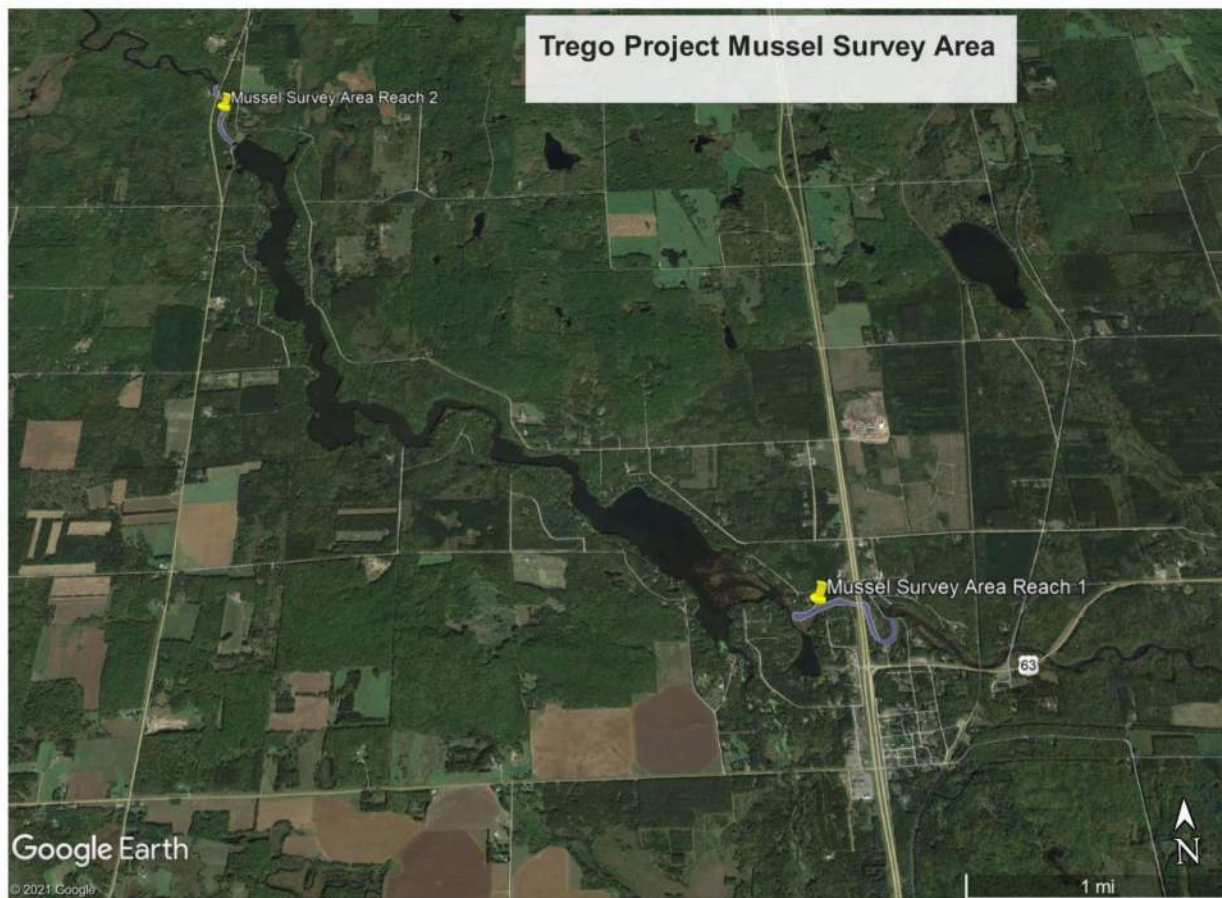 Trego Project Mussel Survey Area
Mussel Survey Area Reach 2
Mussel Survey Area Reach 1
63
Google Earth
N
© 2021 Google
1 mi